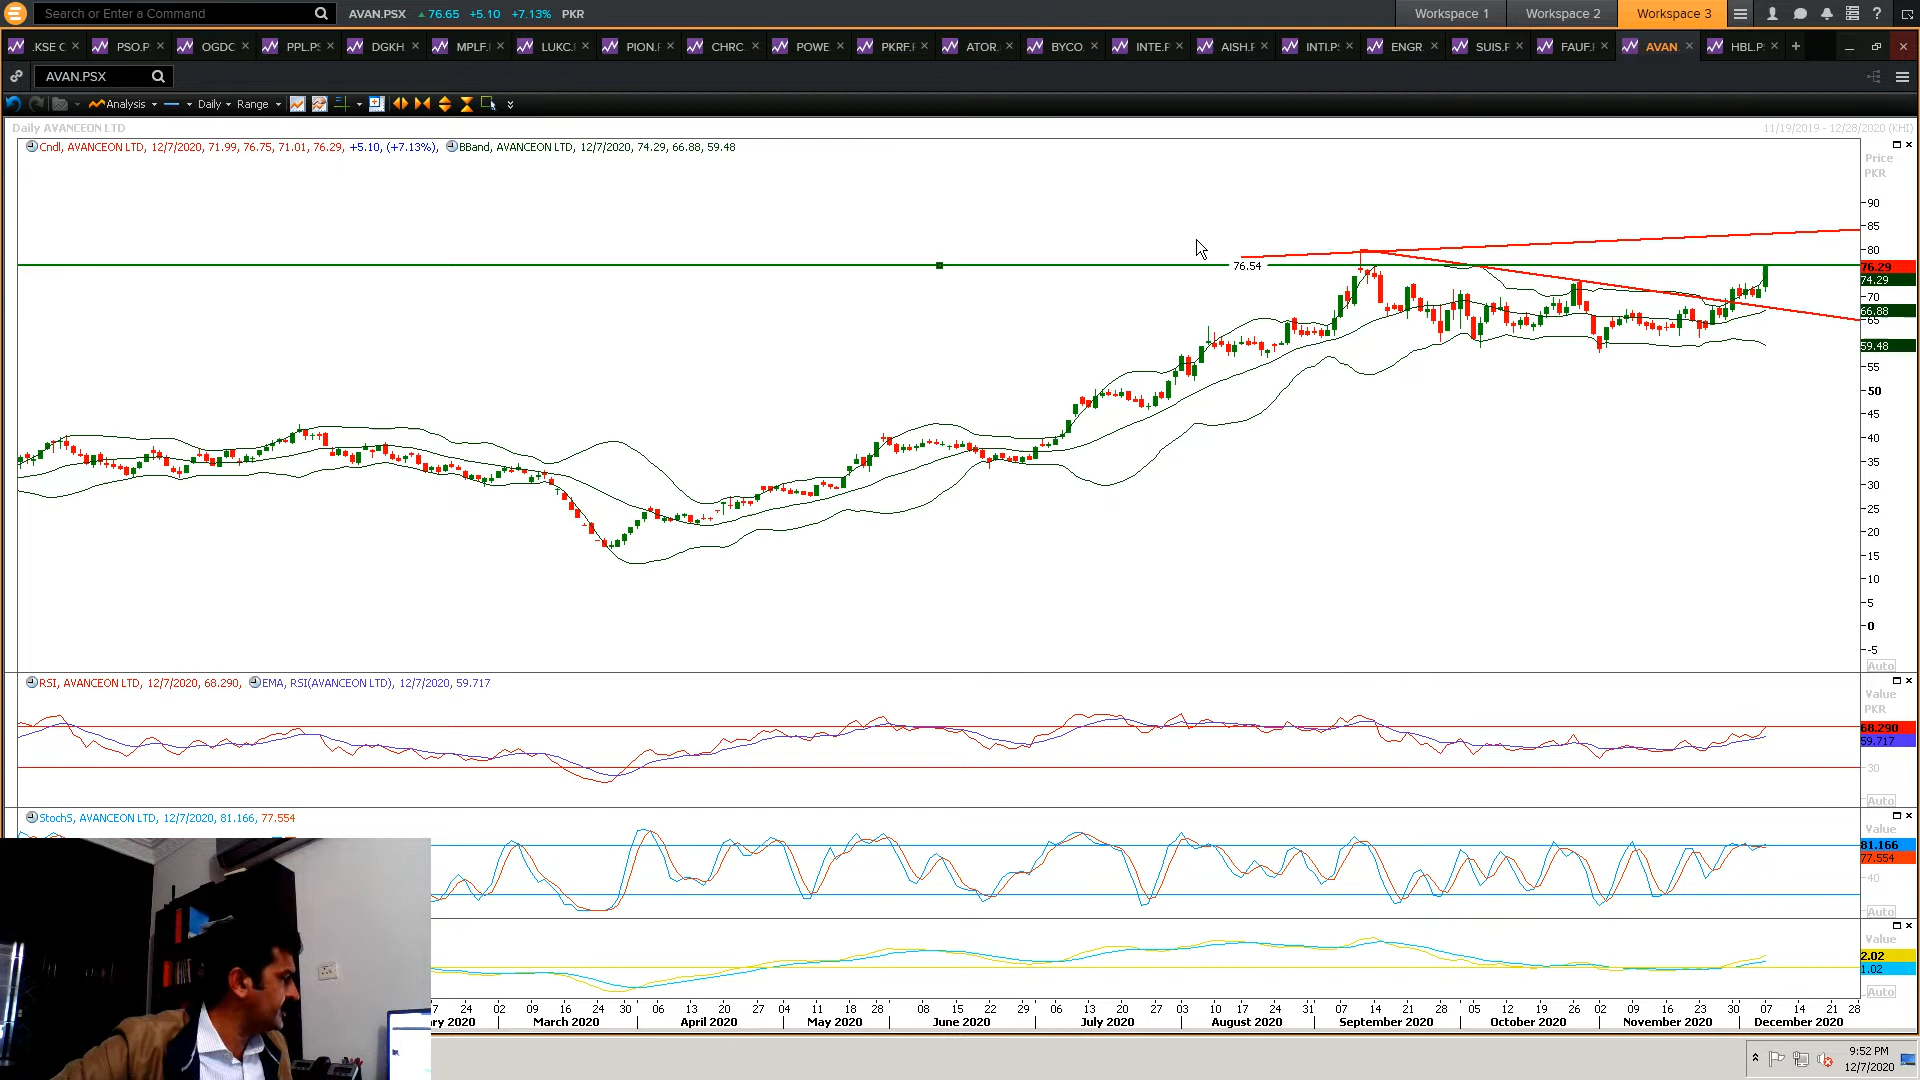 Search or Enter a Command AVAN.PSX 76.65 +5.10 +7.13% PKR Workspace 1 Workspace 2 Workspace 3 ?
.KSE C PSO.P OGDC PPL.PS DGKH MPLF. LUKC. PION.P CHRC POWE PKRF.F ATOR. BYCO. INTE.P AISH.P INTI.PS ENGR SUIS.P FAUF.P AVAN HBL.P
AVAN.PSX
Analysis Daily Range
Daily AVANCEON LTD 11/19/2019 - 12/28/2020 (KHI)
Cndl, AVANCEON LTD, 12/7/2020, 71.99, 76.75, 71.01, 76.29, +5.10, (+7.13%), BBand, AVANCEON LTD, 12/7/2020, 74.29, 66.88, 59.48
Price
PKR
90
85
80
76.54
76.29
74.29
70
66.88
65
59.48
55
50
45
40
35
30
25
20
15
10
5
0
-5
Auto
RSI, AVANCEON LTD, 12/7/2020, 68.290, EMA, RSI(AVANCEON LTD), 12/7/2020, 59.717
Value
PKR
68.290
59.717
30
Auto
StochS, AVANCEON LTD, 12/7/2020, 81.166, 77.554
Value
81.166
77.554
40
Auto
Value
2.02
1.02
Auto
24 02 09 16 24 30 06 13 20 27 04 11 18 29 08 15 22 29 06 13 20 27 03 10 18 24 31 07 14 21 28 05 12 19 26 02 09 16 23 30 07 14 21 28
ry 2020 March 2020 April 2020 May 2020 June 2020 July 2020 August 2020 September 2020 October 2020 November 2020 December 2020
9:52 PM
12/7/2020